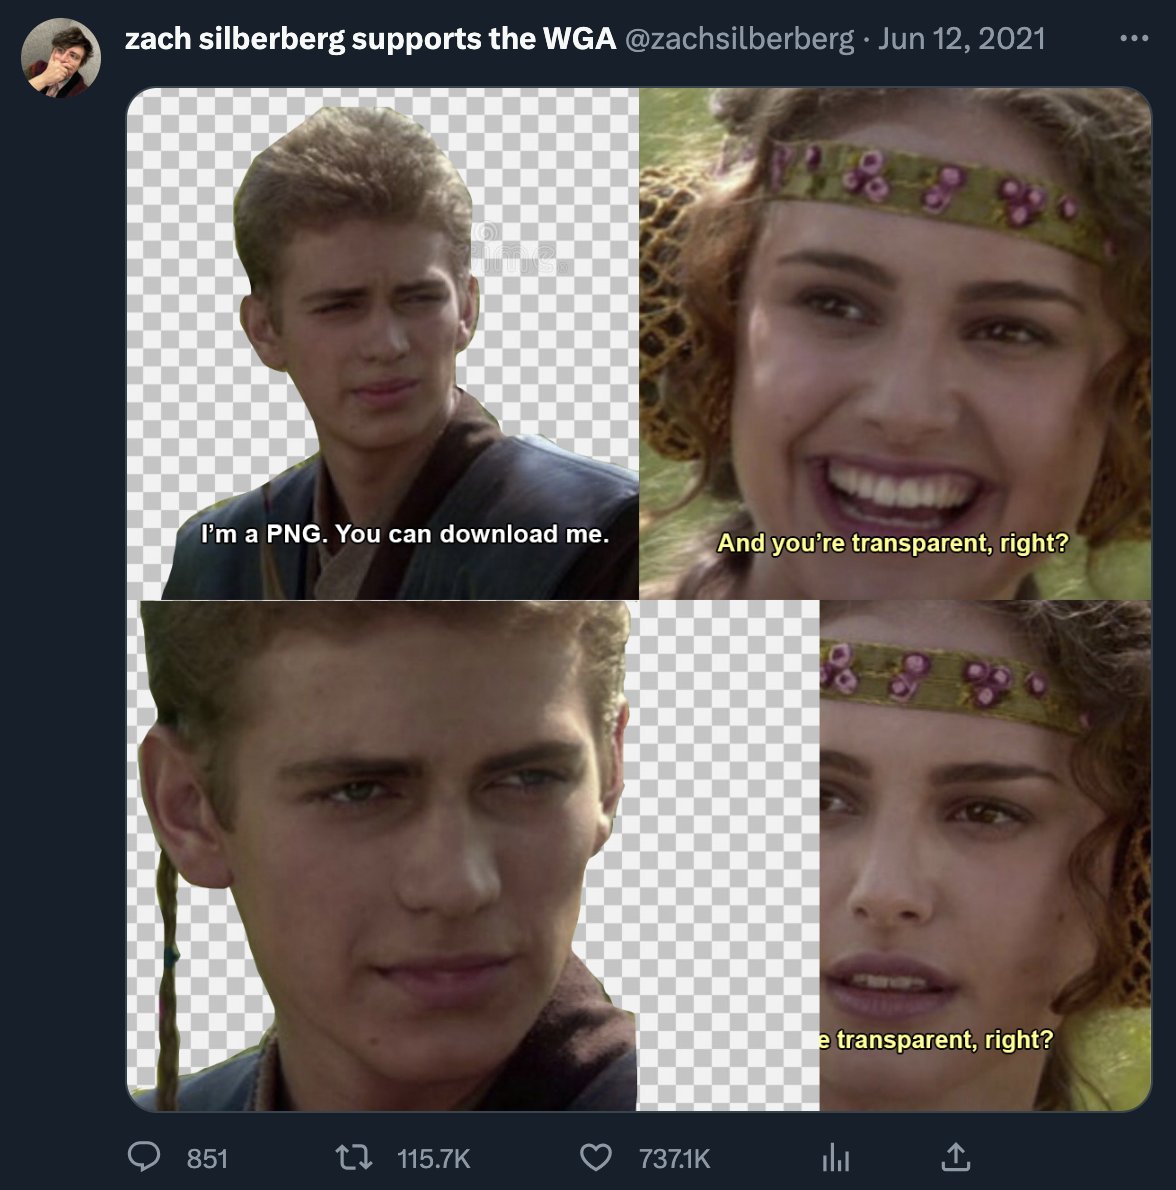 zach silberberg supports the WGA @zachsilberberg · Jun 12, 2021
I’m a PNG. You can download me.
And you’re transparent, right?
e transparent, right?
851 115.7K 737.1K